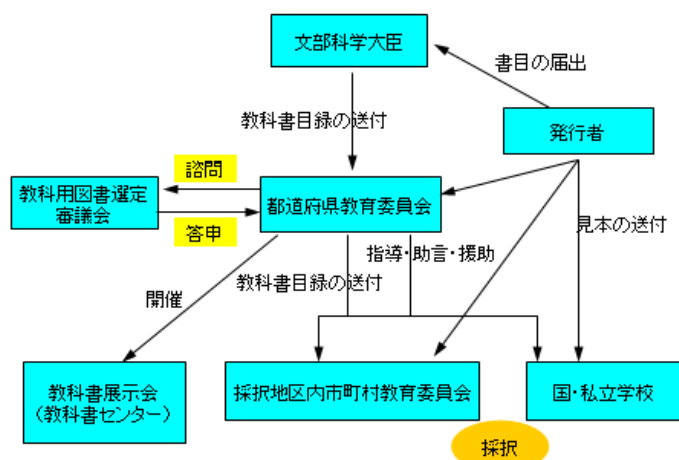 文部科学大臣
書目の届出
教科書目録の送付
発行者
諮問
教科用図書選定
審議会
都道府県教育委員会
答申
見本の送付
指導・助言・援助
教科書目録の送付
開催
教科書展示会
（教科書センター）
採択地区内市町村教育委員会
国・私立学校
採択